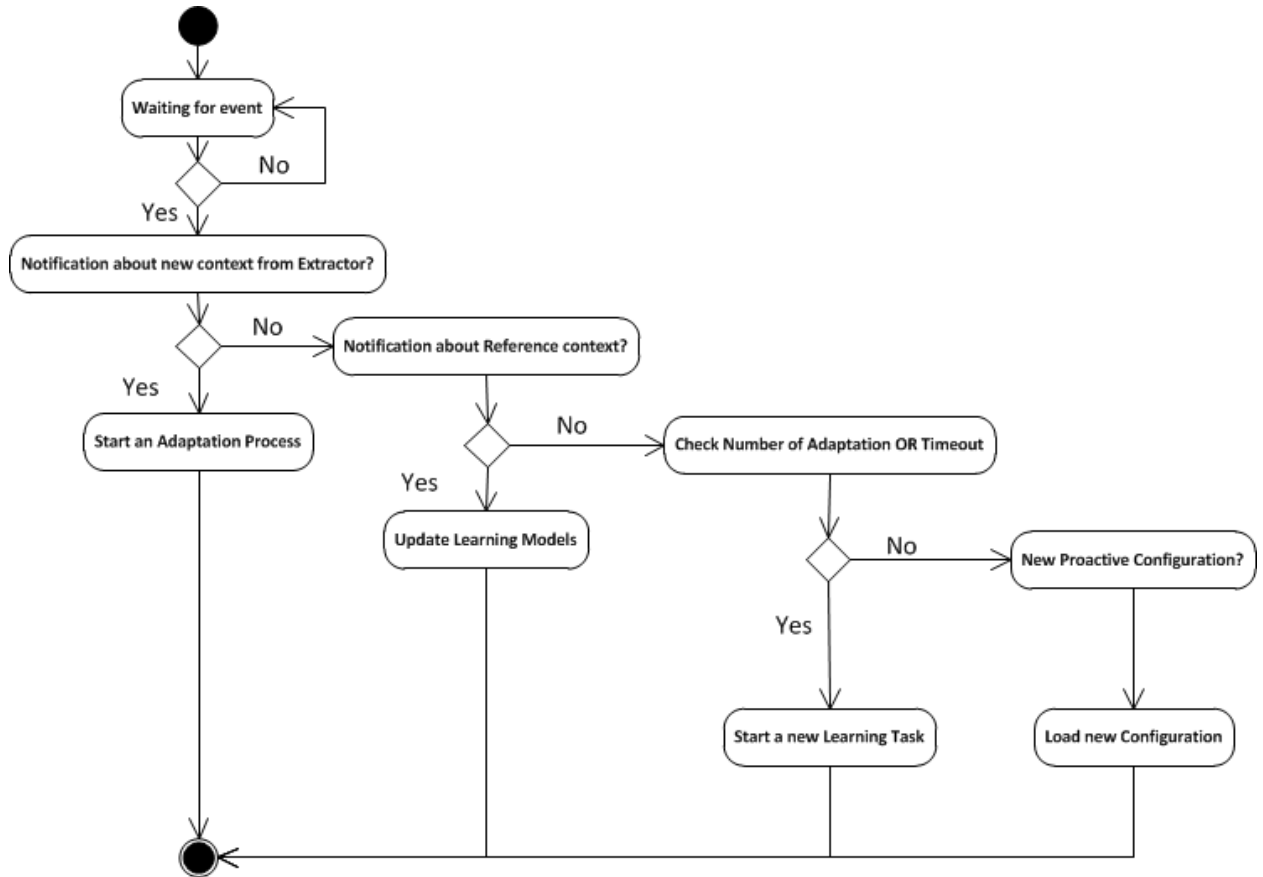 Waiting for event
No
Yes
Notification about new context from Extractor?
No
Notification about Reference context?
Yes
Start an Adaptation Process
No
Check Number of Adaptation OR Timeout
Yes
Update Learning Models
No
New Proactive Configuration?
Yes
Start a new Learning Task
Load new Configuration